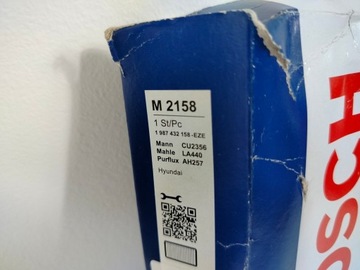 M 2158
1 St/Pc
1 987 432 158-EZE
Mann CU2356
Mahle LA440
Purflux AH257
Hyundai
BOSCH